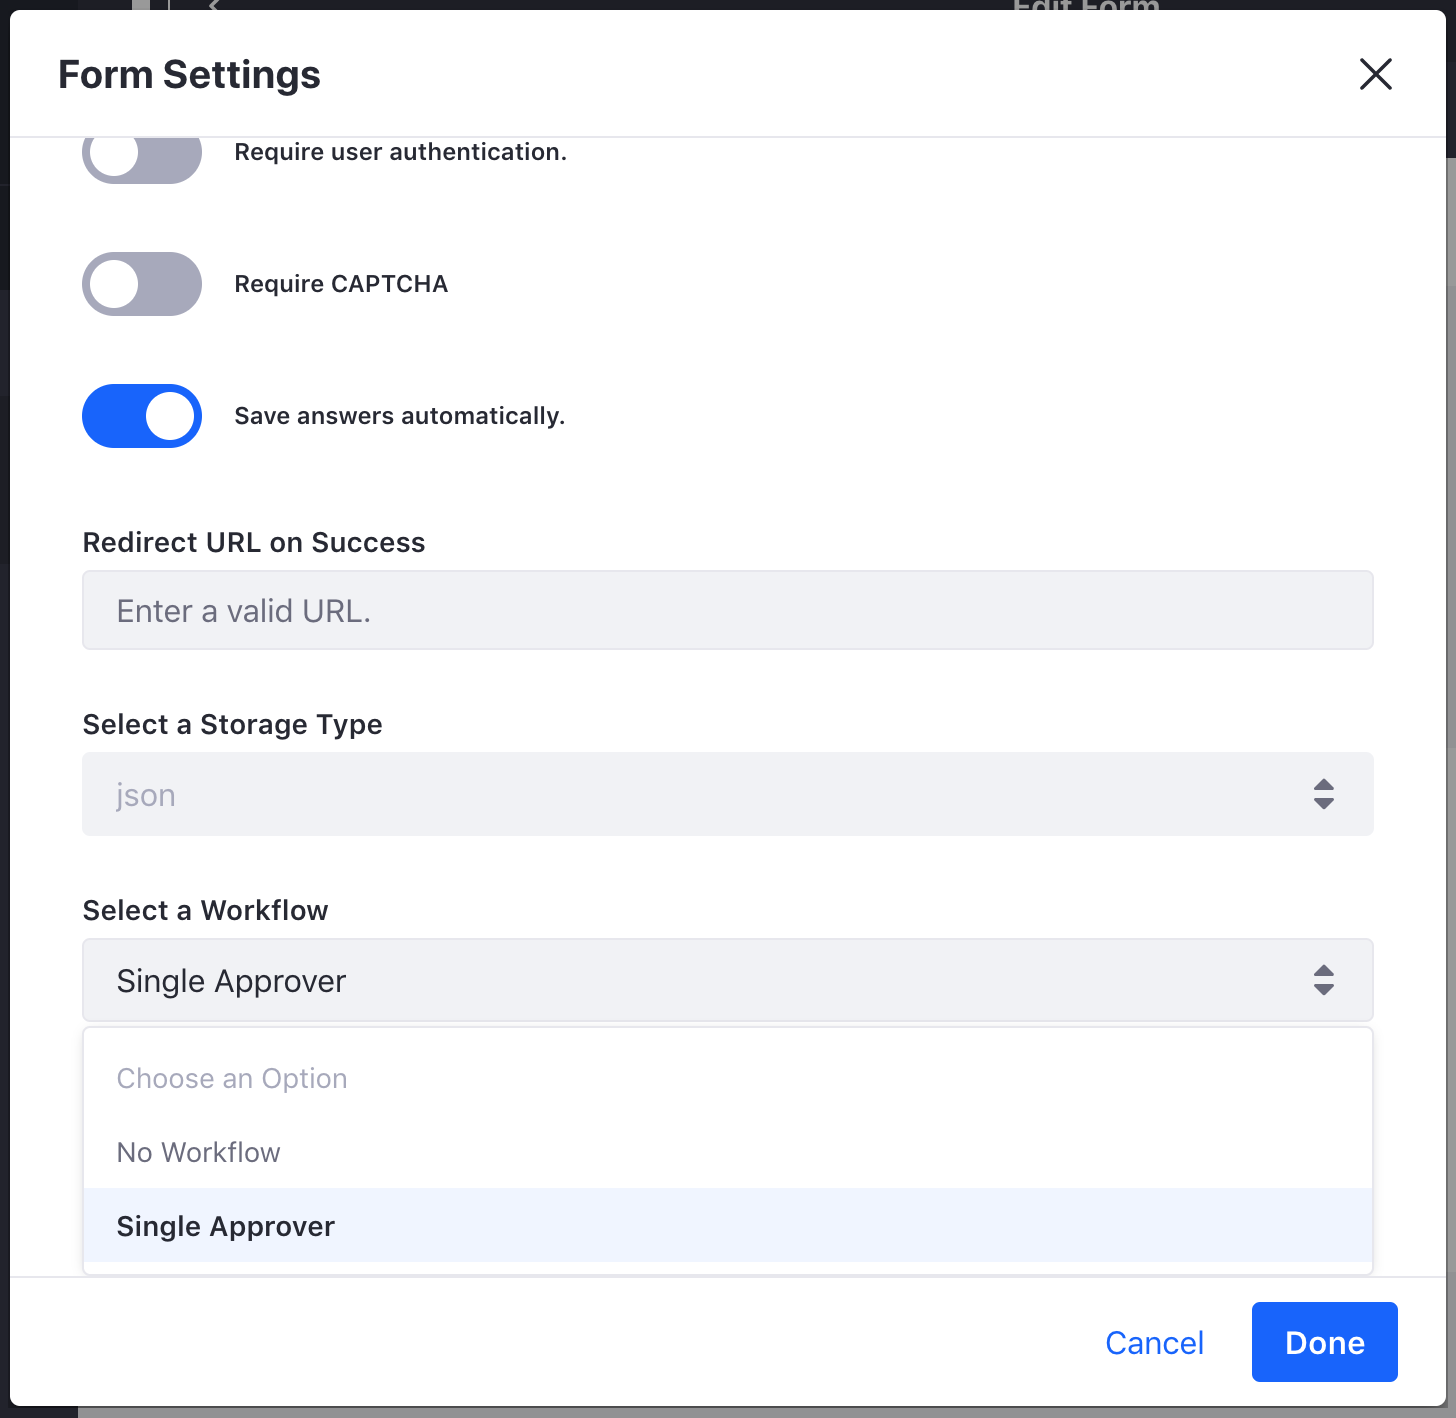 Edit Form
Form Settings
Require user authentication.
Require CAPTCHA
Save answers automatically.
Redirect URL on Success
Enter a valid URL.
Select a Storage Type
json
Select a Workflow
Single Approver
Choose an Option
No Workflow
Single Approver
Cancel
Done